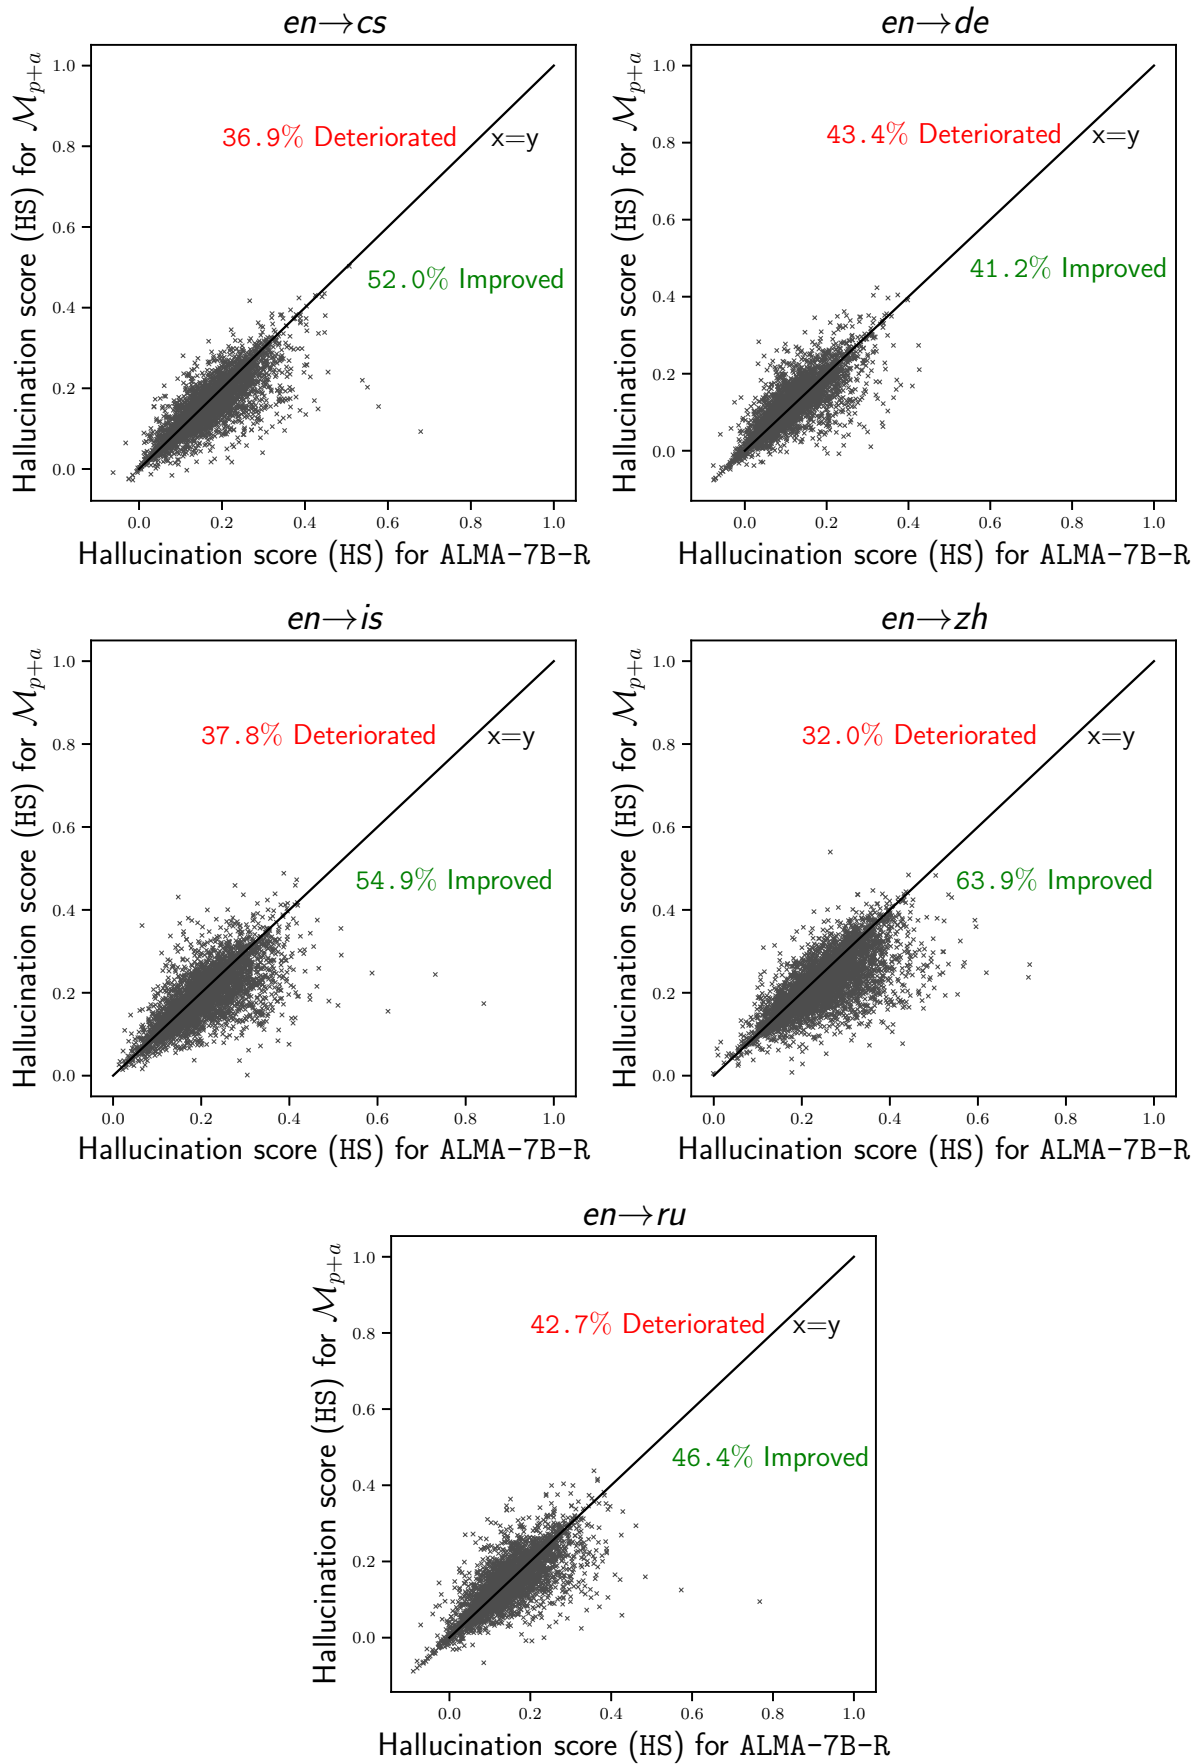 en→cs
Hallucination score (HS) for ℳp+a
1.0
0.8
0.6
0.4
0.2
0.0
36.9% Deteriorated
x=y
52.0% Improved
0.0 0.2 0.4 0.6 0.8 1.0
Hallucination score (HS) for ALMA-7B-R
en→de
Hallucination score (HS) for ℳp+a
1.0
0.8
0.6
0.4
0.2
0.0
43.4% Deteriorated
x=y
41.2% Improved
0.0 0.2 0.4 0.6 0.8 1.0
Hallucination score (HS) for ALMA-7B-R
en→is
Hallucination score (HS) for ℳp+a
1.0
0.8
0.6
0.4
0.2
0.0
37.8% Deteriorated
x=y
54.9% Improved
0.0 0.2 0.4 0.6 0.8 1.0
Hallucination score (HS) for ALMA-7B-R
en→zh
Hallucination score (HS) for ℳp+a
1.0
0.8
0.6
0.4
0.2
0.0
32.0% Deteriorated
x=y
63.9% Improved
0.0 0.2 0.4 0.6 0.8 1.0
Hallucination score (HS) for ALMA-7B-R
en→ru
Hallucination score (HS) for ℳp+a
1.0
0.8
0.6
0.4
0.2
0.0
42.7% Deteriorated
x=y
46.4% Improved
0.0 0.2 0.4 0.6 0.8 1.0
Hallucination score (HS) for ALMA-7B-R